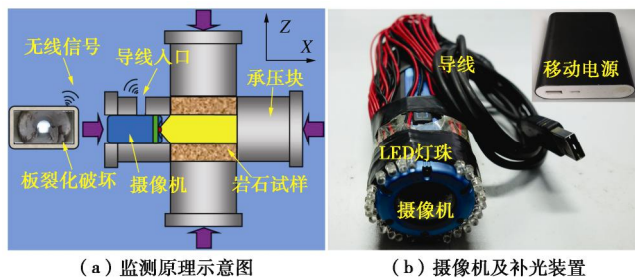 Z
X
无线信号
导线入口
承压块
板裂化破坏
摄像机
岩石试样
(a)监测原理示意图
导线
移动电源
LED灯珠
摄像机
(b)摄像机及补光装置